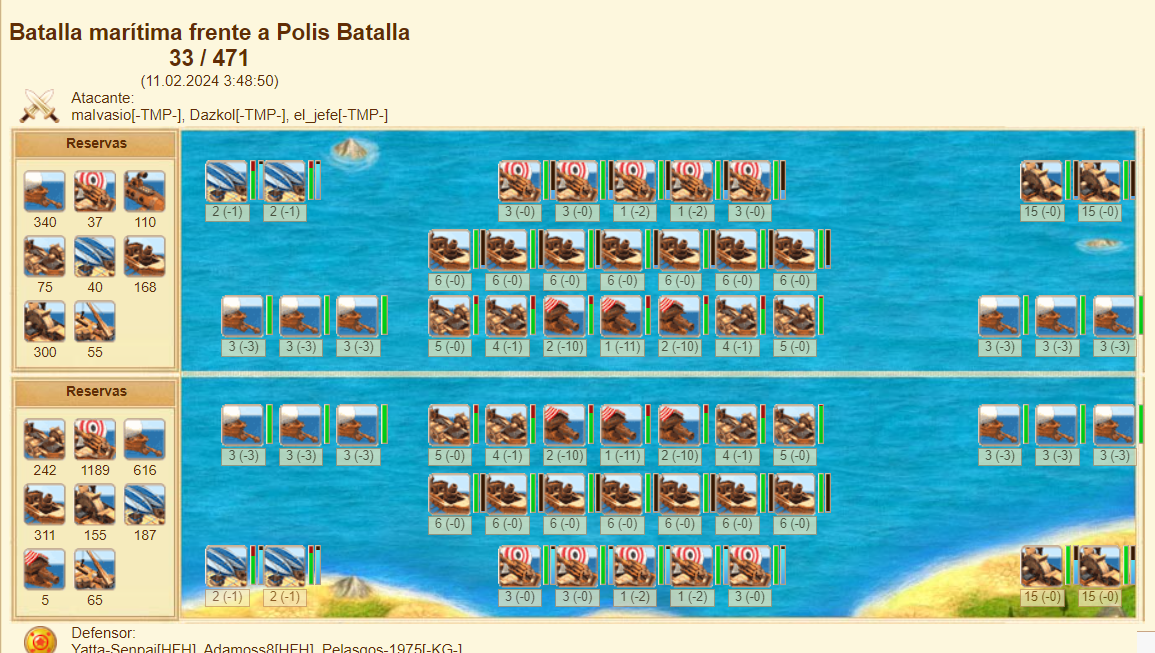 Batalla marítima frente a Polis Batalla
33 / 471
(11.02.2024 3:48:50)
Atacante:
malvasio[-TMP-], Dazkol[-TMP-], el_jefe[-TMP-]
Reservas
340 37 110
75 40 168
300 55
2 (-1) 2 (-1) 3 (-0) 3 (-0) 1 (-2) 1 (-2) 3 (-0) 15 (-0) 15 (-0)
6 (-0) 6 (-0) 6 (-0) 6 (-0) 6 (-0) 6 (-0) 6 (-0)
3 (-3) 3 (-3) 3 (-3) 5 (-0) 4 (-1) 2 (-10) 1 (-11) 2 (-10) 4 (-1) 5 (-0) 3 (-3) 3 (-3) 3 (-3)
Reservas
242 1189 616
311 155 187
5 65
3 (-3) 3 (-3) 3 (-3) 5 (-0) 4 (-1) 2 (-10) 1 (-11) 2 (-10) 4 (-1) 5 (-0) 3 (-3) 3 (-3) 3 (-3)
6 (-0) 6 (-0) 6 (-0) 6 (-0) 6 (-0) 6 (-0) 6 (-0)
2 (-1) 2 (-1) 3 (-0) 3 (-0) 1 (-2) 1 (-2) 3 (-0) 15 (-0) 15 (-0)
Defensor:
Yatta-Senpai[HFH], Adamoss8[HFH], Pelasgos-1975[-KG-]